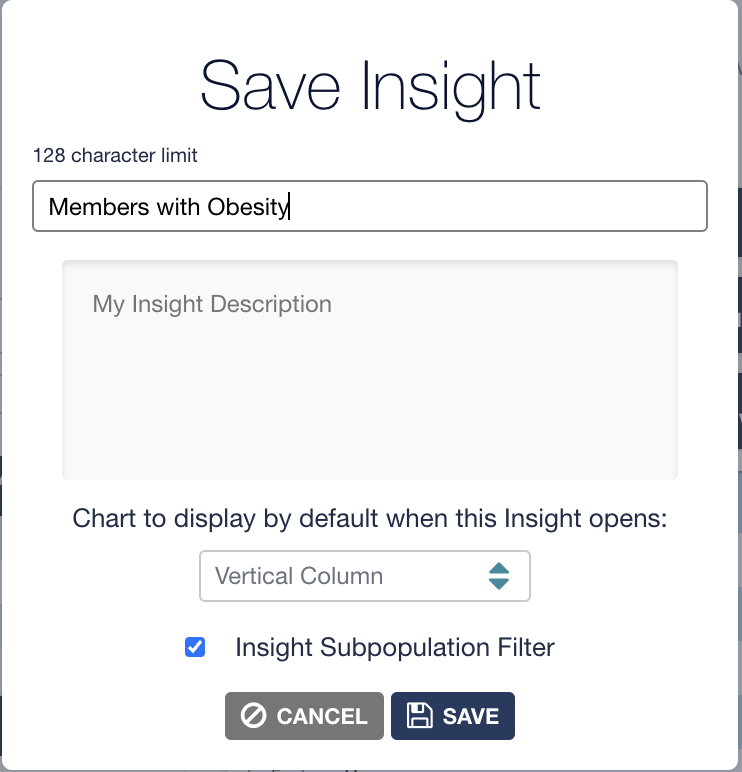 Save Insight
128 character limit
Members with Obesity
My Insight Description
Chart to display by default when this Insight opens:
Vertical Column
Insight Subpopulation Filter
CANCEL SAVE